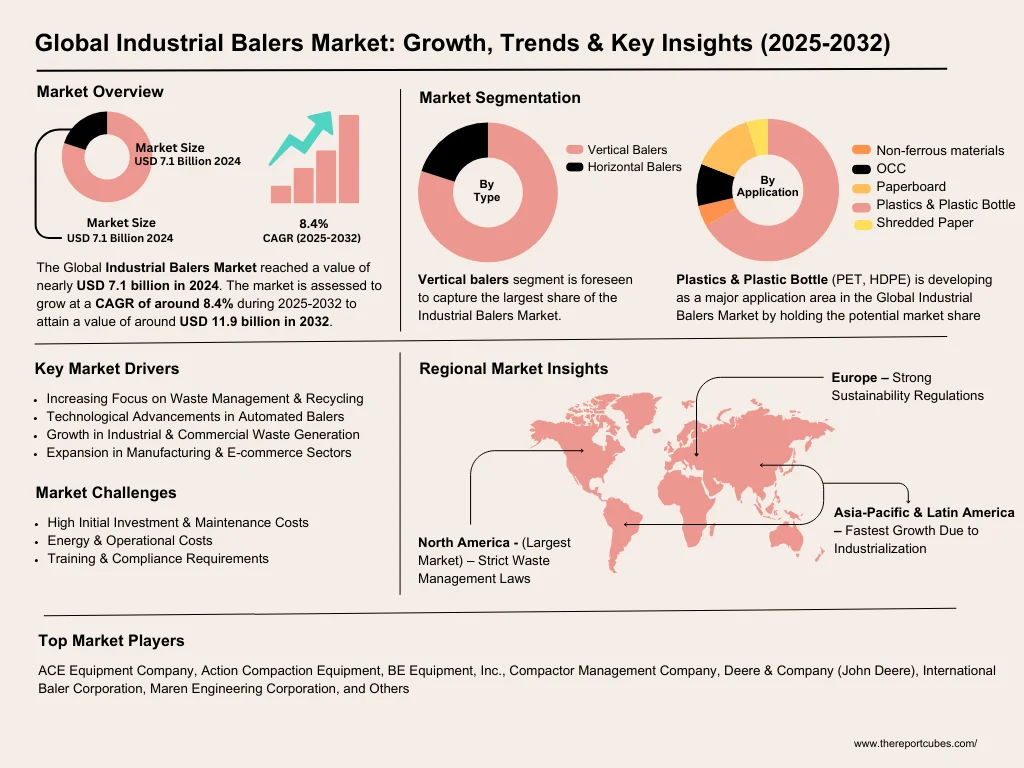 Global Industrial Balers Market: Growth, Trends & Key Insights (2025-2032)
Market Overview
Market Size
USD 7.1 Billion 2024
Market Size
USD 7.1 Billion 2024
8.4%
CAGR (2025-2032)
The Global Industrial Balers Market reached a value of
nearly USD 7.1 billion in 2024. The market is assessed to
grow at a CAGR of around 8.4% during 2025-2032 to
attain a value of around USD 11.9 billion in 2032.
Market Segmentation
By
Type
Vertical Balers
Horizontal Balers
Vertical balers segment is foreseen
to capture the largest share of the
Industrial Balers Market.
By
Application
Non-ferrous materials
OCC
Paperboard
Plastics & Plastic Bottle
Shredded Paper
Plastics & Plastic Bottle (PET, HDPE) is developing
as a major application area in the Global Industrial
Balers Market by holding the potential market share
Key Market Drivers
• Increasing Focus on Waste Management & Recycling
• Technological Advancements in Automated Balers
• Growth in Industrial & Commercial Waste Generation
• Expansion in Manufacturing & E-commerce Sectors
Market Challenges
• High Initial Investment & Maintenance Costs
• Energy & Operational Costs
• Training & Compliance Requirements
Regional Market Insights
Europe – Strong
Sustainability Regulations
Asia-Pacific & Latin America
– Fastest Growth Due to
Industrialization
North America - (Largest
Market) – Strict Waste
Management Laws
Top Market Players
ACE Equipment Company, Action Compaction Equipment, BE Equipment, Inc., Compactor Management Company, Deere & Company (John Deere), International
Baler Corporation, Maren Engineering Corporation, and Others
www.thereportcubes.com/